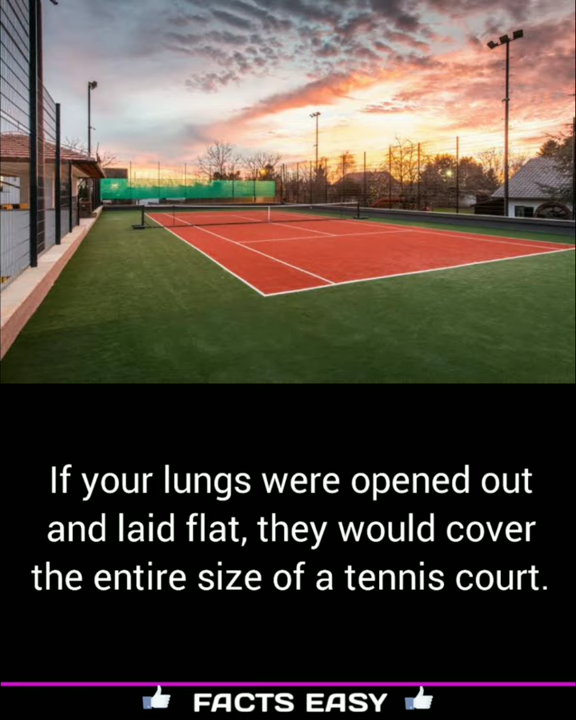 If your lungs were opened out
and laid flat, they would cover
the entire size of a tennis court.
FACTS EASY